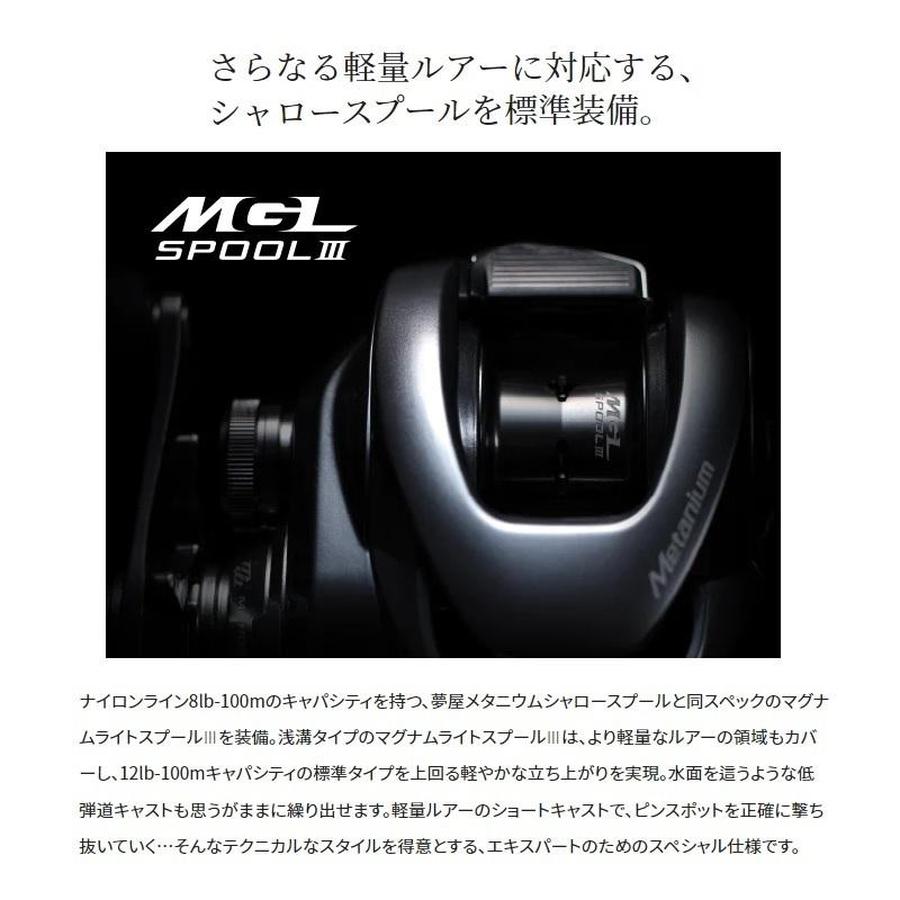 さらなる軽量ルアーに対応する、
シャロースプールを標準装備。
MGL
SPOOL III
MGL
SPOOL III
Metanium
ナイロンライン8lb-100mのキャパシティを持つ、夢屋メタニウムシャロースプールと同スペックのマグナ
ムライトスプールⅢを装備。浅溝タイプのマグナムライトスプールⅢは、より軽量なルアーの領域もカバ
ーし、12lb-100mキャパシティの標準タイプを上回る軽やかな立ち上がりを実現。水面を這うような低
弾道キャストも思うがままに繰り出せます。軽量ルアーのショートキャストで、ピンスポットを正確に撃ち
抜いていく…そんなテクニカルなスタイルを得意とする、エキスパートのためのスペシャル仕様です。